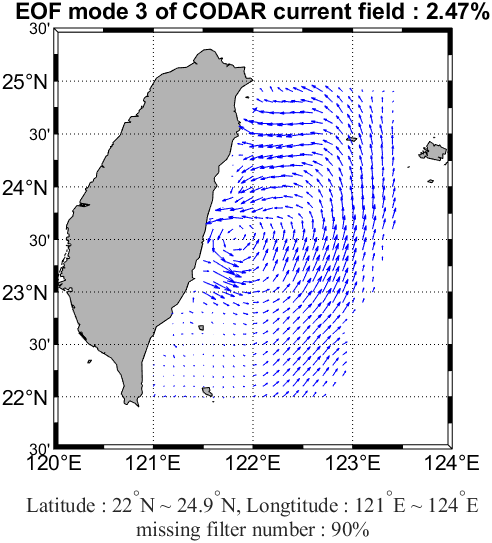 EOF mode 3 of CODAR current field : 2.47%
30'
25°N
30'
24°N
30'
23°N
30'
22°N
30'
120°E 121°E 122°E 123°E 124°E
Latitude : 22°N ~ 24.9°N, Longtitude : 121°E ~ 124°E
missing filter number : 90%